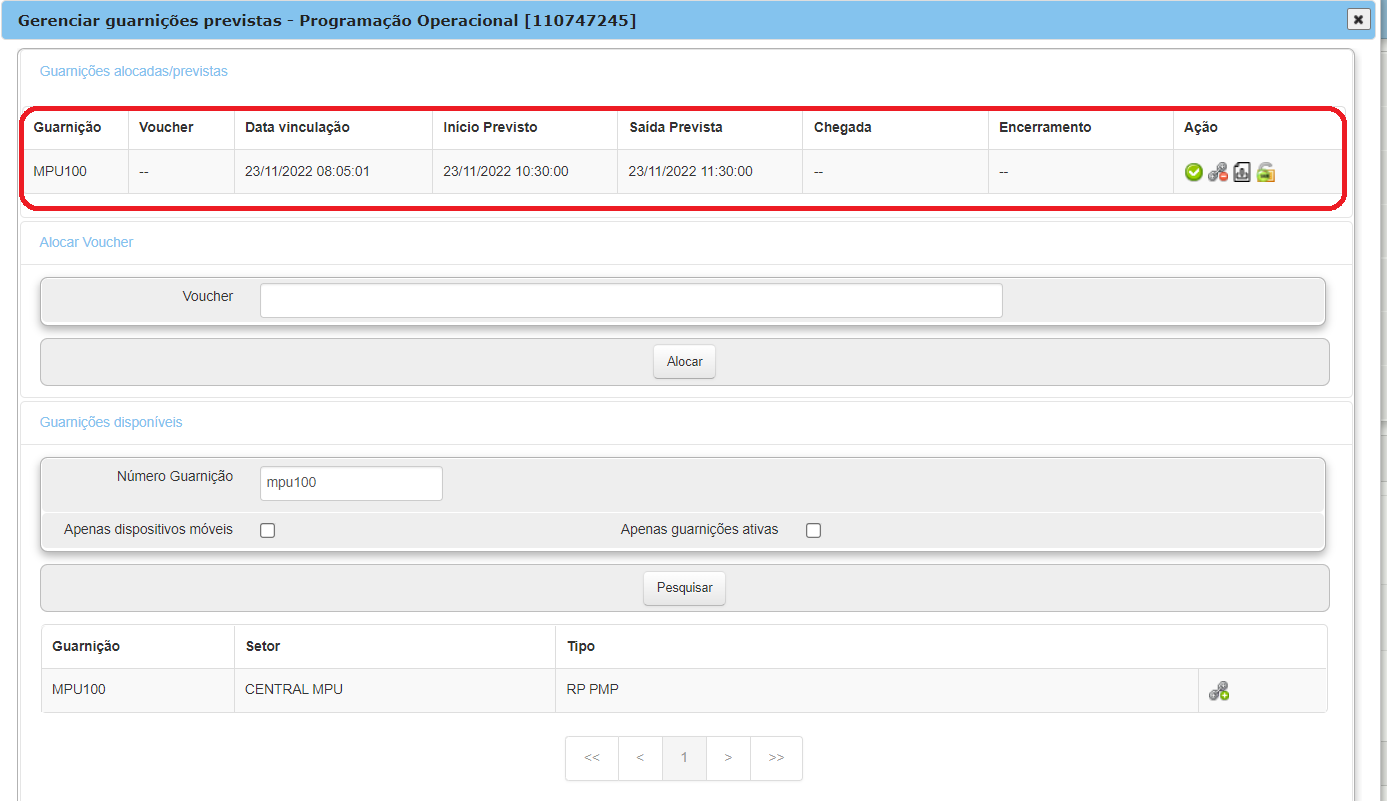 Gerenciar guarnições previstas - Programação Operacional [110747245]
Guarnições alocadas/previstas
Guarnição Voucher Data vinculação Início Previsto Saída Prevista Chegada Encerramento Ação
MPU100 -- 23/11/2022 08:05:01 23/11/2022 10:30:00 23/11/2022 11:30:00 -- --
Alocar Voucher
Voucher
Alocar
Guarnições disponíveis
Número Guarnição mpu100
Apenas dispositivos móveis Apenas guarnições ativas
Pesquisar
Guarnição Setor Tipo
MPU100 CENTRAL MPU RP PMP
<< < 1 > >>